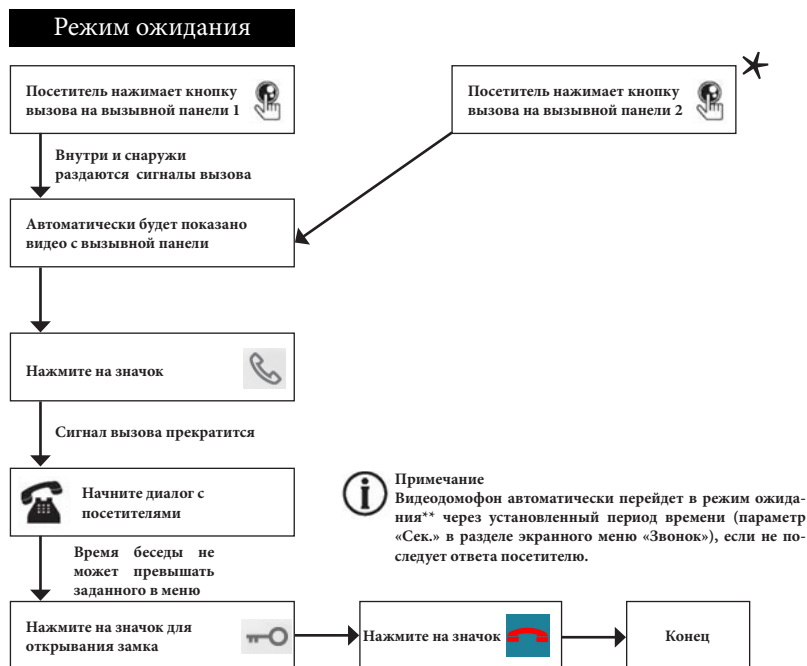 Режим ожидания
Посетитель нажимает кнопку
вызова на вызывной панели 1
Посетитель нажимает кнопку
вызова на вызывной панели 2
Внутри и снаружи
раздаются сигналы вызова
Автоматически будет показано
видео с вызывной панели
Нажмите на значок
Сигнал вызова прекратится
Начните диалог с
посетителями
Примечание
Видеодомофон автоматически перейдет в режим ожида-
ния** через установленный период времени (параметр
«Сек.» в разделе экранного меню «Звонок»), если не по-
следует ответа посетителю.
Время беседы не
может превышать
заданного в меню
Нажмите на значок для
открывания замка
Нажмите на значок
Конец